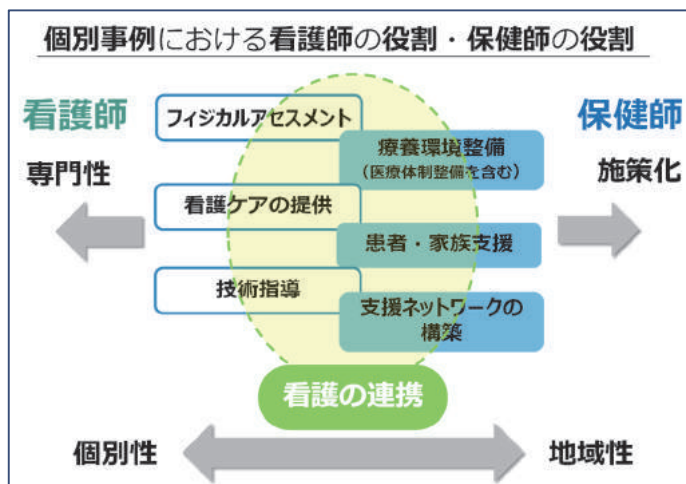 個別事例における看護師の役割・保健師の役割
看護師
保健師
専門性
施策化
フィジカルアセスメント
療養環境整備
(医療体制整備を含む)
看護ケアの提供
患者・家族支援
技術指導
支援ネットワークの
構築
看護の連携
個別性
地域性